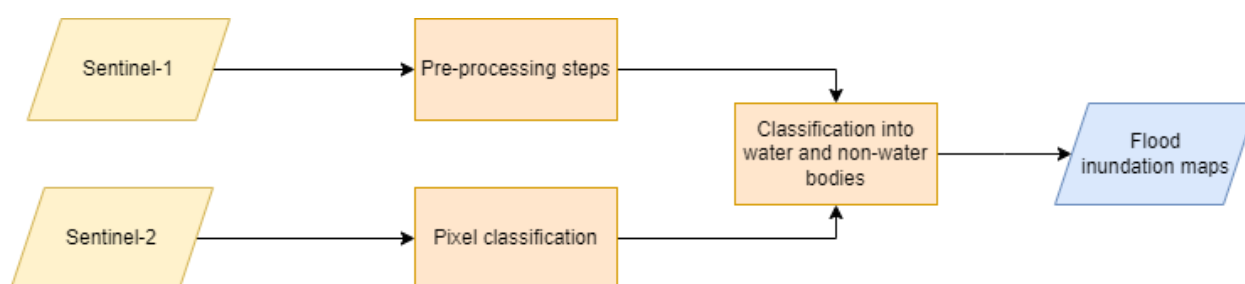 Sentinel-1
Pre-processing steps
Classification into
water and non-water
bodies
Flood
inundation maps
Sentinel-2
Pixel classification